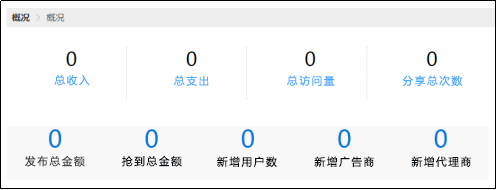 概况 > 概况
0 0 0 0
总收入 总支出 总访问量 分享总次数
0 0 0 0 0
发布总金额 抢到总金额 新增用户数 新增广告商 新增代理商